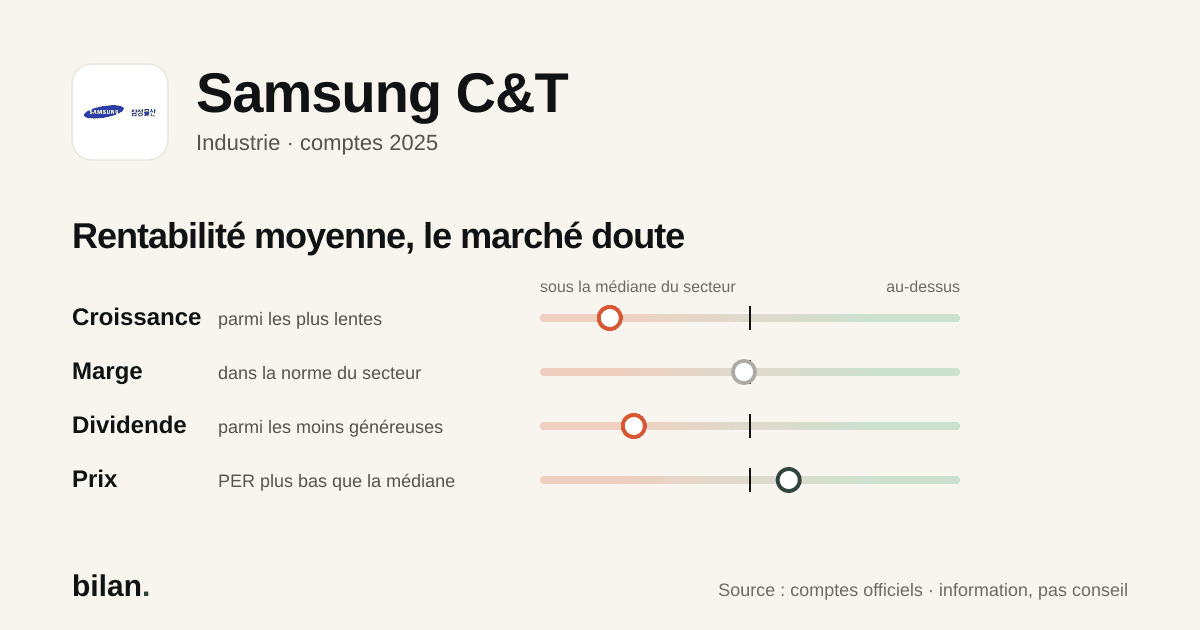 SAMSUNG 삼성물산
Samsung C&T
Industrie · comptes 2025
Rentabilité moyenne, le marché doute
sous la médiane du secteur au-dessus
Croissance parmi les plus lentes
Marge dans la norme du secteur
Dividende parmi les moins généreuses
Prix PER plus bas que la médiane
bilan.
Source : comptes officiels · information, pas conseil